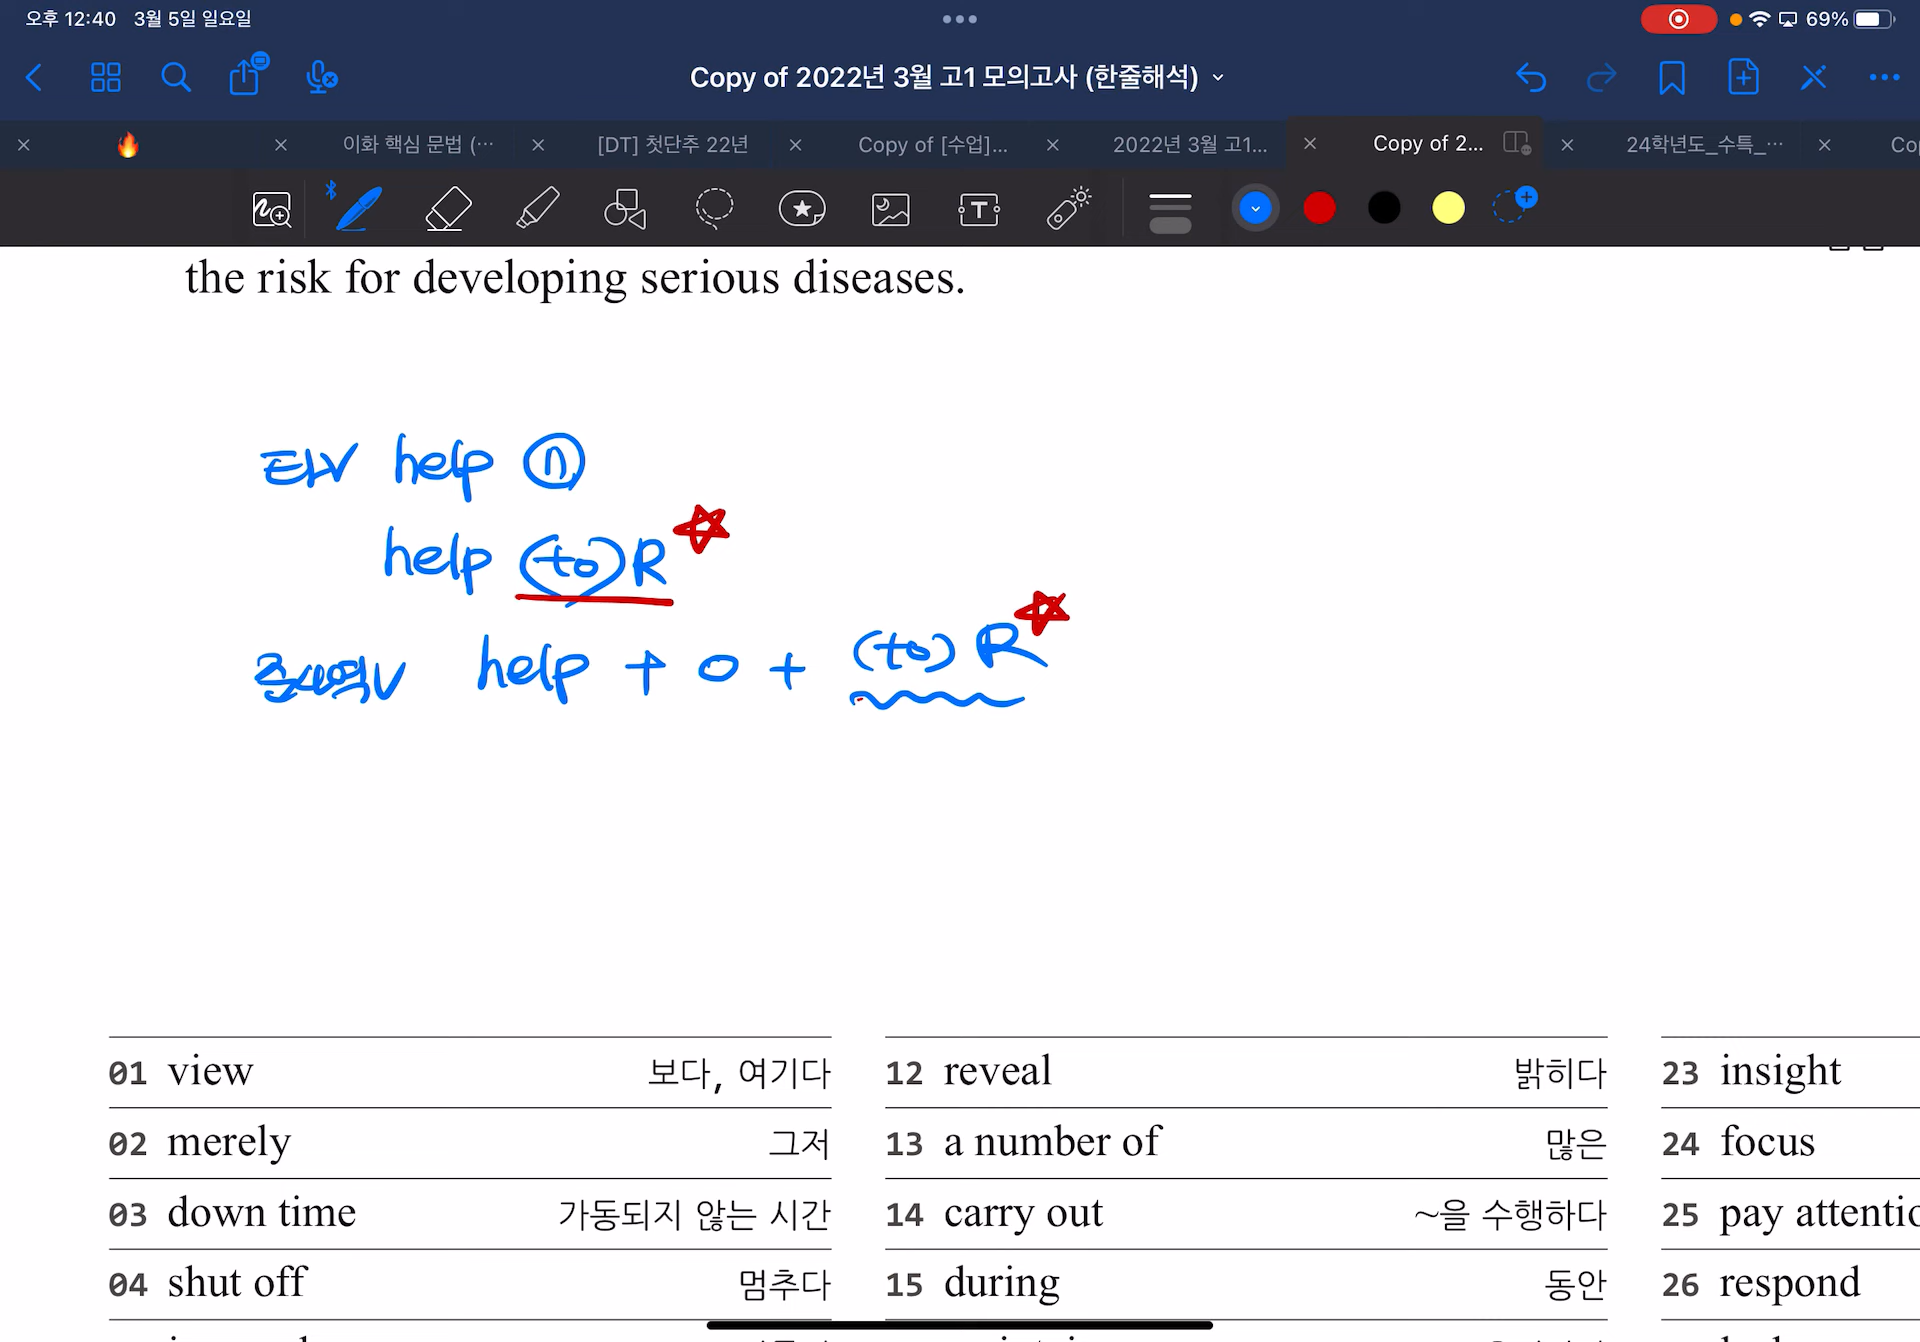 오후 12:40 3월 5일 일요일
69%
Copy of 2022년 3월 고1 모의고사 (한줄해석)
이화 핵심 문법 (…
[DT] 첫단추 22년
Copy of [수업]...
2022년 3월 고1...
Copy of 2...
24학년도_수특_…
Co
the risk for developing serious diseases.
타V help n
help (to) R
준사역V help + O + (to) R
01 view 보다, 여기다
02 merely 그저
03 down time 가동되지 않는 시간
04 shut off 멈추다
12 reveal 밝히다
13 a number of 많은
14 carry out ~을 수행하다
15 during 동안
23 insight
24 focus
25 pay attentio
26 respond